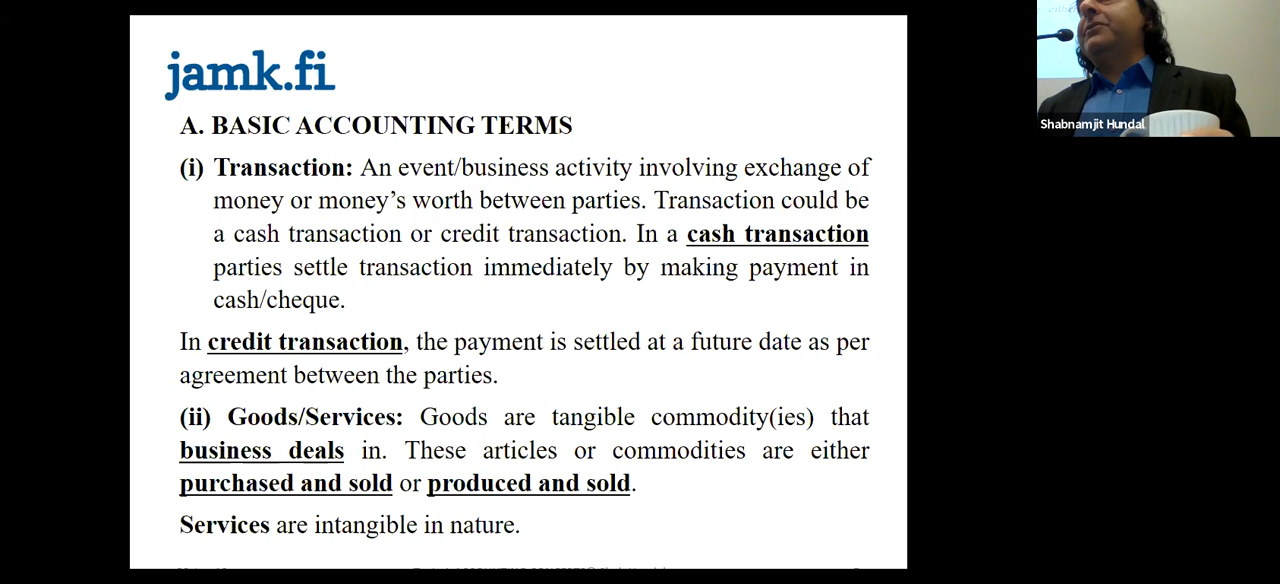 jamk.fi
A. BASIC ACCOUNTING TERMS
(i) Transaction: An event/business activity involving exchange of
money or money’s worth between parties. Transaction could be
a cash transaction or credit transaction. In a cash transaction
parties settle transaction immediately by making payment in
cash/cheque.
In credit transaction, the payment is settled at a future date as per
agreement between the parties.
(ii) Goods/Services: Goods are tangible commodity(ies) that
business deals in. These articles or commodities are either
purchased and sold or produced and sold.
Services are intangible in nature.
Shabnamjit Hundal